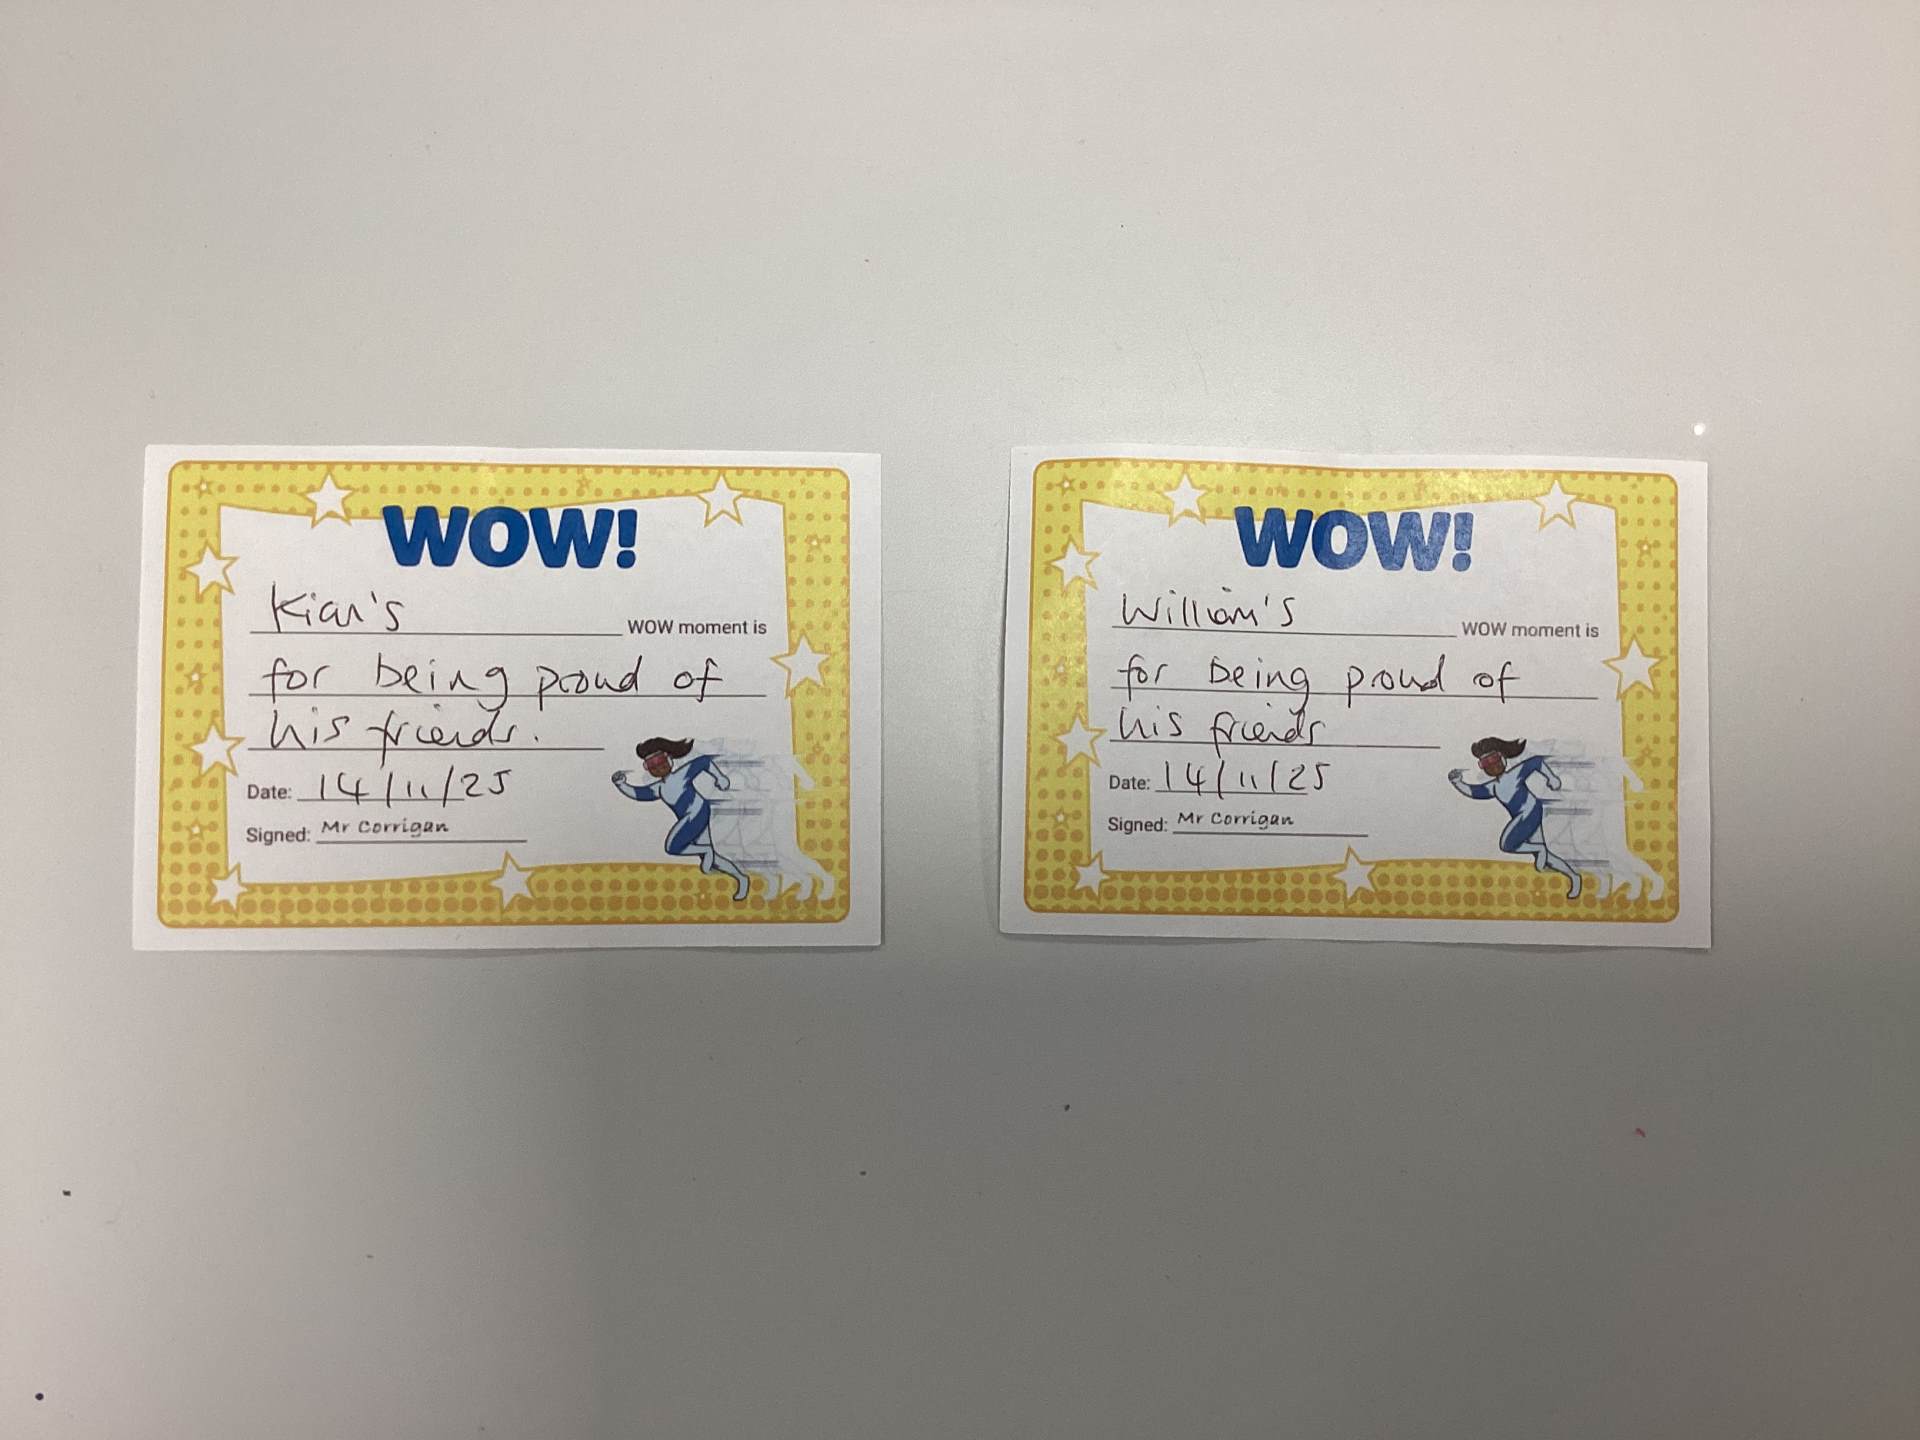 WOW!
Kian's WOW moment is
for being proud of
his friends.
Date: 14/11/25
Signed: Mr Corrigan
WOW!
William's WOW moment is
for being proud of
his friends
Date: 14/11/25
Signed: Mr Corrigan